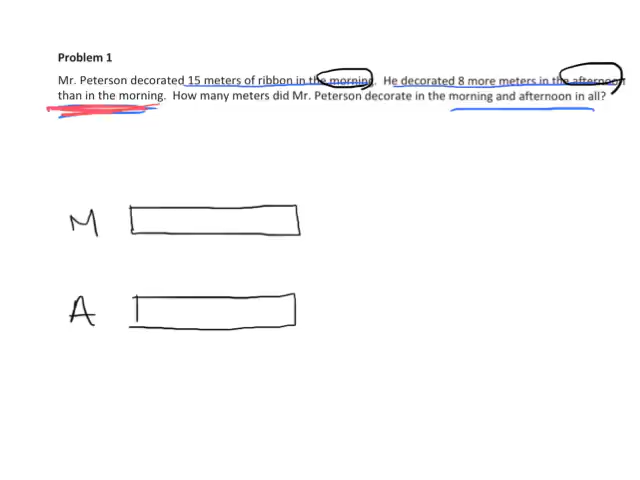 Problem 1
Mr. Peterson decorated 15 meters of ribbon in the morning. He decorated 8 more meters in the afternoon
than in the morning. How many meters did Mr. Peterson decorate in the morning and afternoon in all?
M
A